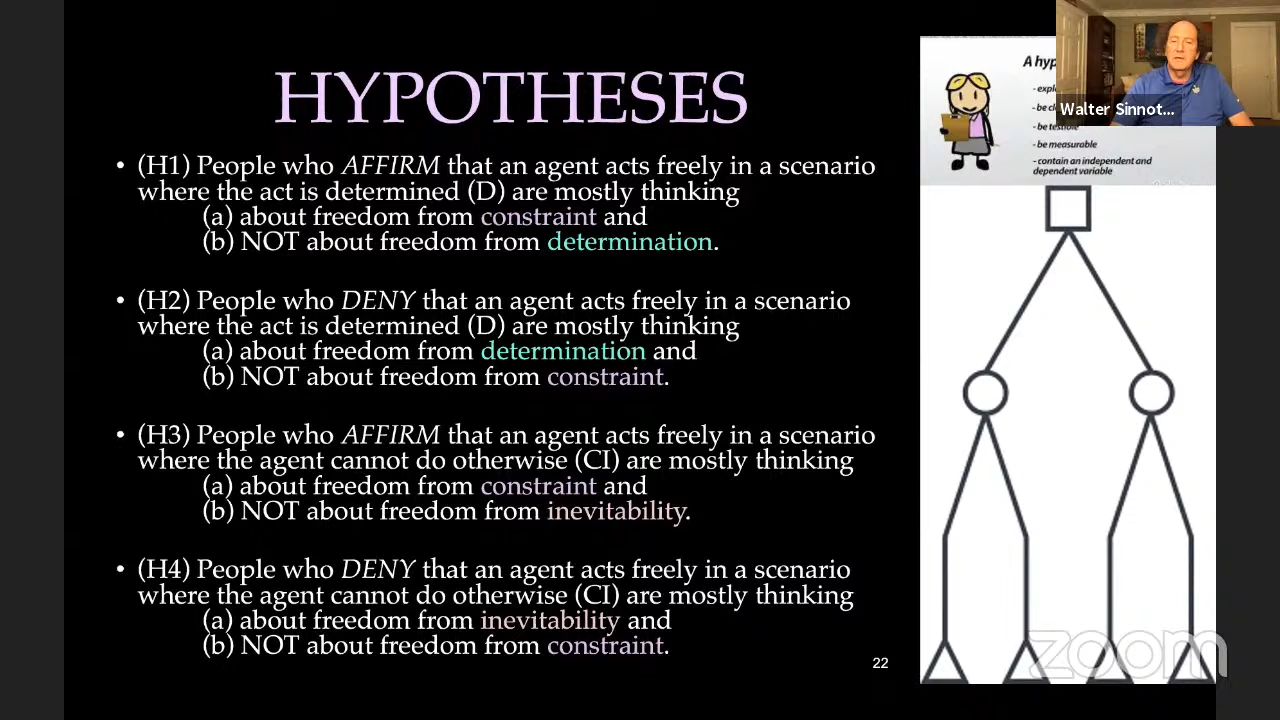 HYPOTHESES
• (H1) People who AFFIRM that an agent acts freely in a scenario
where the act is determined (D) are mostly thinking
(a) about freedom from constraint and
(b) NOT about freedom from determination.
• (H2) People who DENY that an agent acts freely in a scenario
where the act is determined (D) are mostly thinking
(a) about freedom from determination and
(b) NOT about freedom from constraint.
• (H3) People who AFFIRM that an agent acts freely in a scenario
where the agent cannot do otherwise (CI) are mostly thinking
(a) about freedom from constraint and
(b) NOT about freedom from inevitability.
• (H4) People who DENY that an agent acts freely in a scenario
where the agent cannot do otherwise (CI) are mostly thinking
(a) about freedom from inevitability and
(b) NOT about freedom from constraint.
22
A hyp
- expl
- be cl
- be testible
- be measurable
- contain an independent and
dependent variable
Walter Sinnot...
zoom